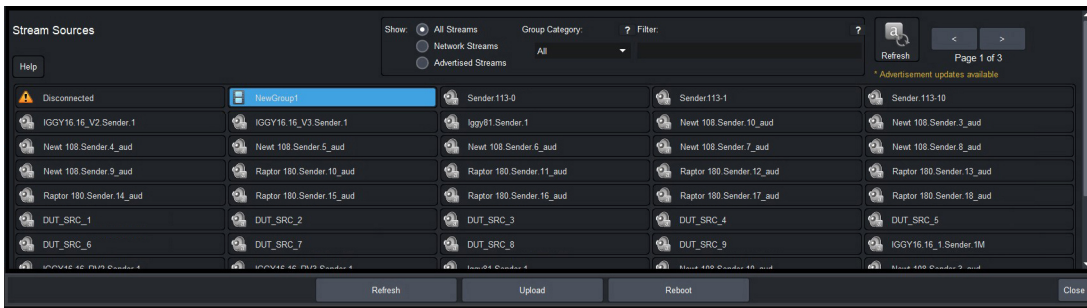 Stream Sources
Show: All Streams Group Category: ? Filter: ?
Network Streams All
Advertised Streams
a
Refresh
< >
Page 1 of 3
Help
* Advertisement updates available
Disconnected NewGroup1 Sender.113-0 Sender113-1 Sender.113-10
IGGY16.16_V2.Sender.1 IGGY16.16_V3.Sender.1 Iggy81.Sender.1 Newt 108.Sender.10_aud Newt 108.Sender.3_aud
Newt 108.Sender.4_aud Newt 108.Sender.5_aud Newt 108.Sender.6_aud Newt 108.Sender.7_aud Newt 108.Sender.8_aud
Newt 108.Sender.9_aud Raptor 180.Sender.10_aud Raptor 180.Sender.11_aud Raptor 180.Sender.12_aud Raptor 180.Sender.13_aud
Raptor 180.Sender.14_aud Raptor 180.Sender.15_aud Raptor 180.Sender.16_aud Raptor 180.Sender.17_aud Raptor 180.Sender.18_aud
DUT_SRC_1 DUT_SRC_2 DUT_SRC_3 DUT_SRC_4 DUT_SRC_5
DUT_SRC_6 DUT_SRC_7 DUT_SRC_8 DUT_SRC_9 IGGY16.16_1.Sender.1M
Refresh Upload Reboot Close